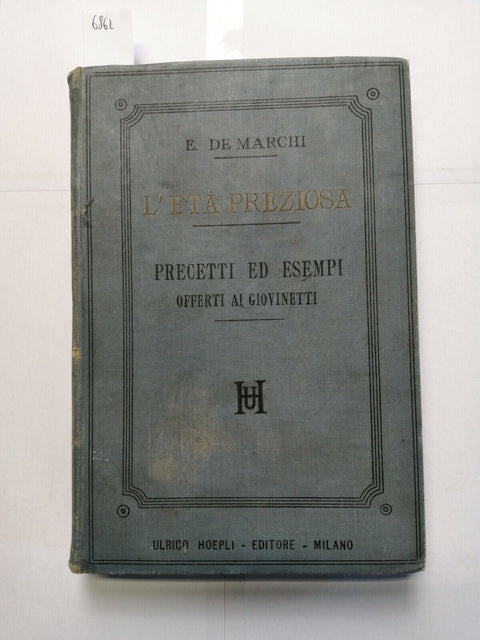 6862
E. DE MARCHI
L'ETÀ PREZIOSA
PRECETTI ED ESEMPI
OFFERTI AI GIOVINETTI
UH
ULRICO HOEPLI - EDITORE - MILANO